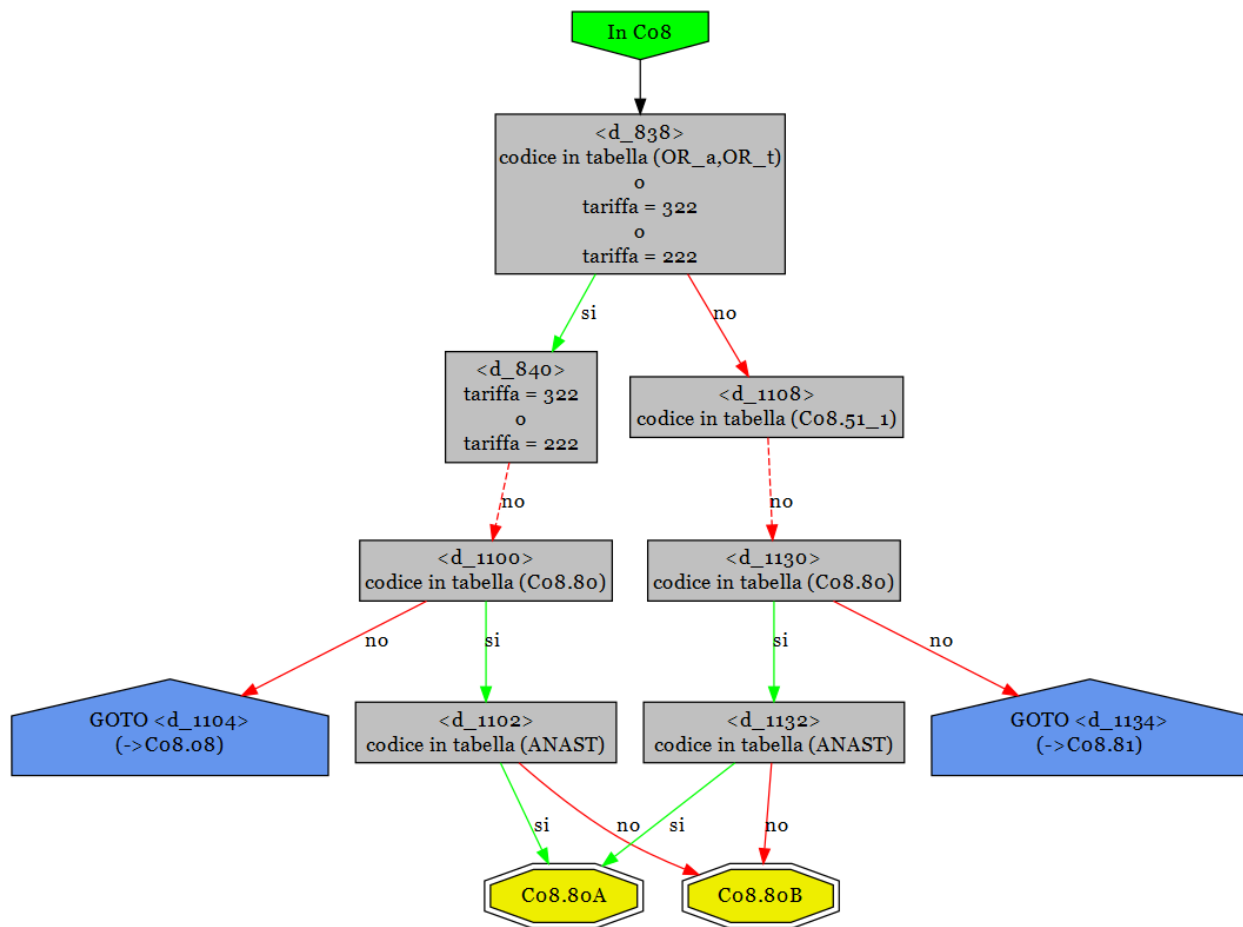 In C08
<d_838>
codice in tabella (OR_a,OR_t)
o
tariffa = 322
o
tariffa = 222
si
no
<d_840>
tariffa = 322
o
tariffa = 222
<d_1108>
codice in tabella (C08.51_1)
no
no
<d_1100>
codice in tabella (C08.80)
<d_1130>
codice in tabella (C08.80)
no
si
si
no
GOTO <d_1104>
(->C08.08)
<d_1102>
codice in tabella (ANAST)
<d_1132>
codice in tabella (ANAST)
GOTO <d_1134>
(->C08.81)
si
no
si
no
C08.80A
C08.80B